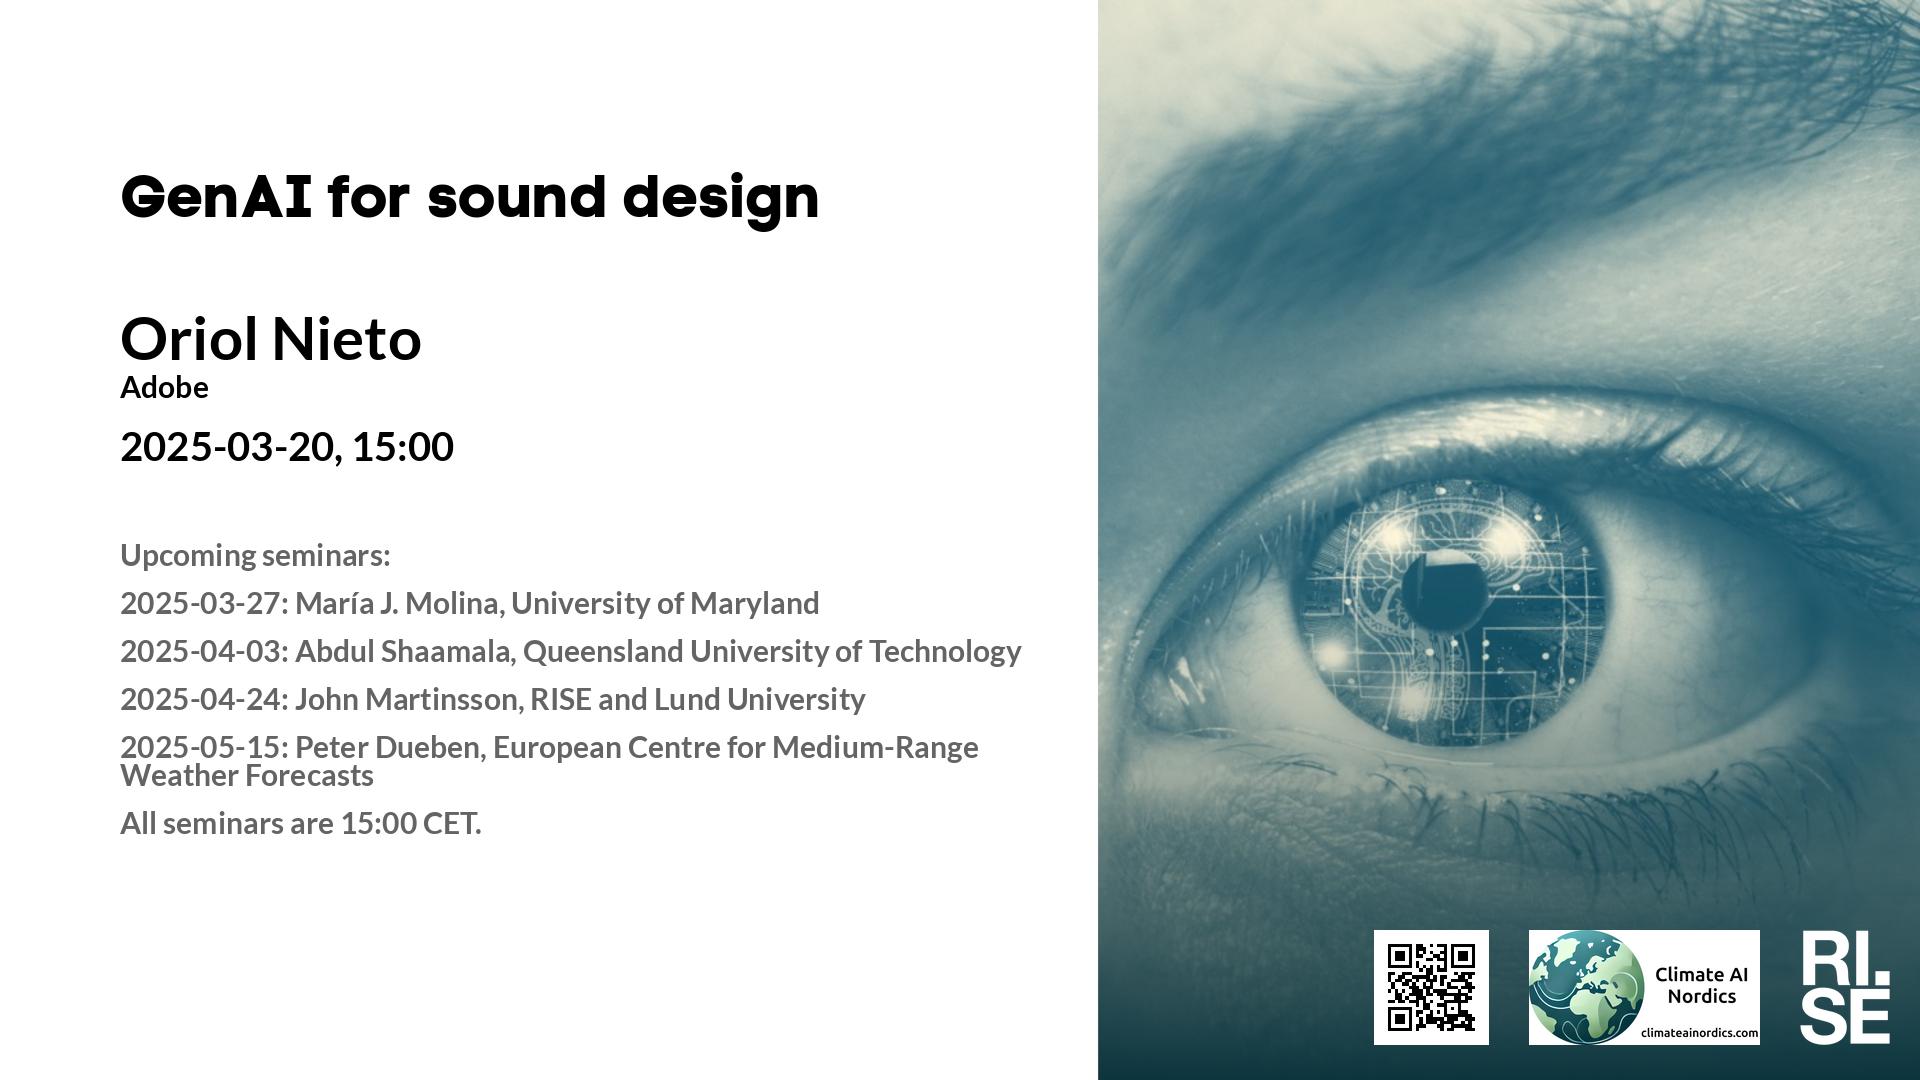 GenAI for sound design
Oriol Nieto
Adobe
2025-03-20, 15:00
Upcoming seminars:
2025-03-27: María J. Molina, University of Maryland
2025-04-03: Abdul Shaamala, Queensland University of Technology
2025-04-24: John Martinsson, RISE and Lund University
2025-05-15: Peter Dueben, European Centre for Medium-Range
Weather Forecasts
All seminars are 15:00 CET.
Climate AI
Nordics
climateainordics.com
RI.
SE